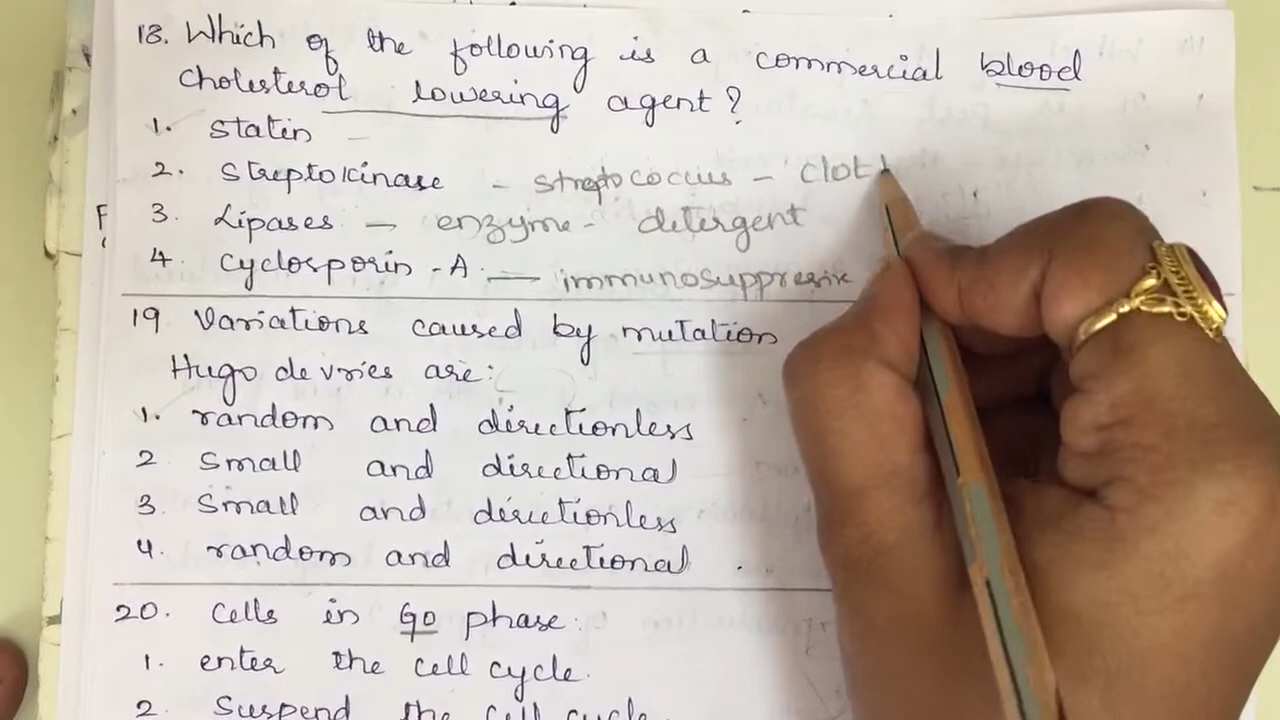 18. Which of the following is a commercial blood
cholesterol lowering agent?
1. Statin -
2. Streptokinase - streptococcus - clot
F 3. Lipases - enzyme - detergent
4. Cyclosporin-A. - immunosuppresive
19 Variations caused by mutation
Hugo de vries are:
1. random and directionless
2 Small and directional
3. Small and directionless
4. random and directional
20. Cells in G0 phase.
1. enter the cell cycle.
2. Suspend the cell cycle.